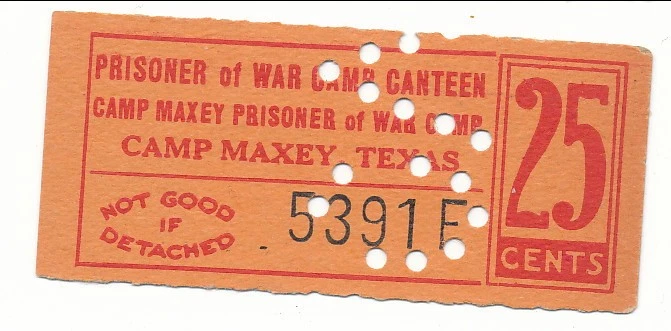 PRISONER of WAR CAMP CANTEEN
CAMP MAXEY PRISONER of WAR CAMP
CAMP MAXEY, TEXAS
NOT GOOD
IF
DETACHED
5391F
25
CENTS